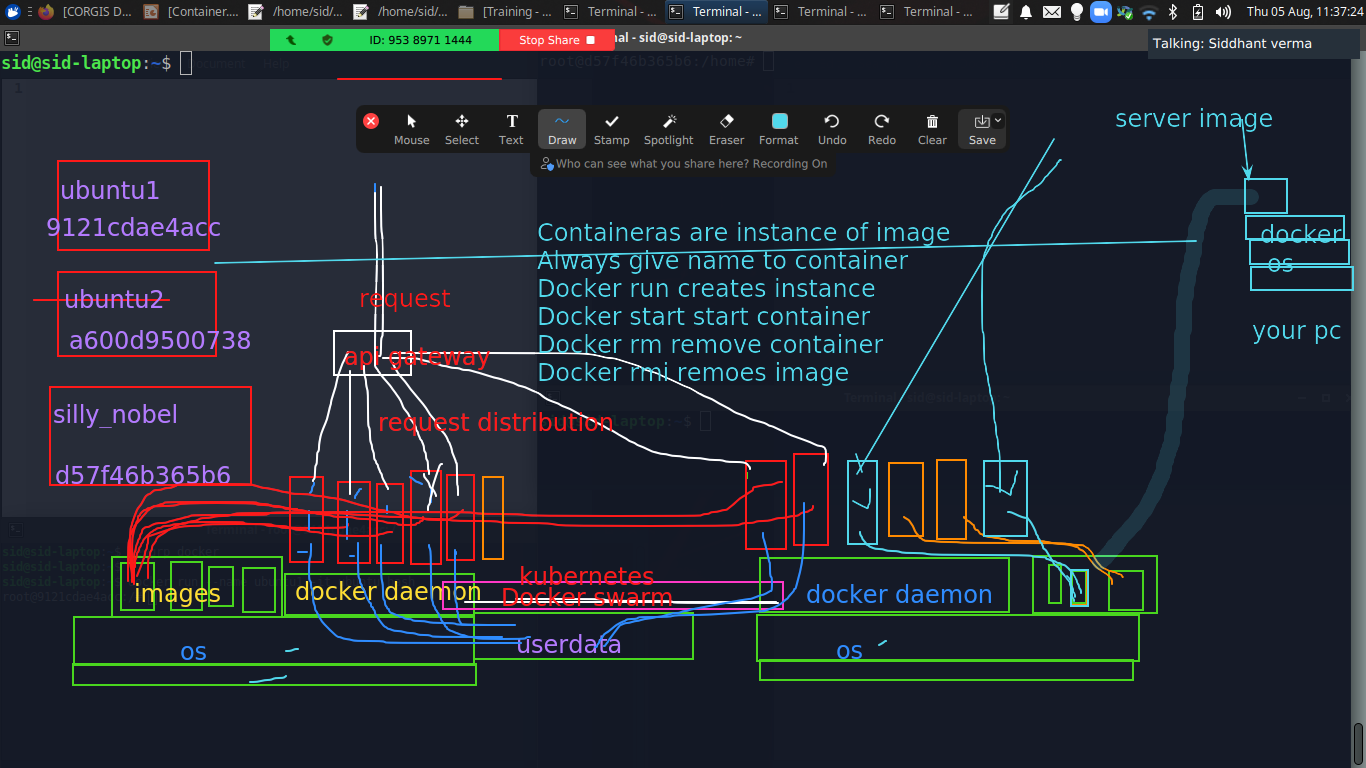 [CORGIS D...
[Container....
/home/sid/...
/home/sid/...
[Training - ...
Terminal - ...
Terminal - ...
Terminal - ...
Terminal - ...
Thu 05 Aug, 11:37:24
ID: 953 8971 1444
Stop Share
nal - sid@sid-laptop: ~
Talking: Siddhant verma
sid@sid-laptop:~$
root@d57f46b365b6:/home#
1
Mouse
Select
Text
Draw
Stamp
Spotlight
Eraser
Format
Undo
Redo
Clear
Save
Who can see what you share here? Recording On
server image
ubuntu1
9121cdae4acc
ubuntu2
a600d9500738
silly_nobel
d57f46b365b6
request
api gateway
request distribution
Containeras are instance of image
Always give name to container
Docker run creates instance
Docker start start container
Docker rm remove container
Docker rmi remoes image
docker
os
your pc
images
docker daemon
kubernetes
Docker swarm
userdata
os
docker daemon
os